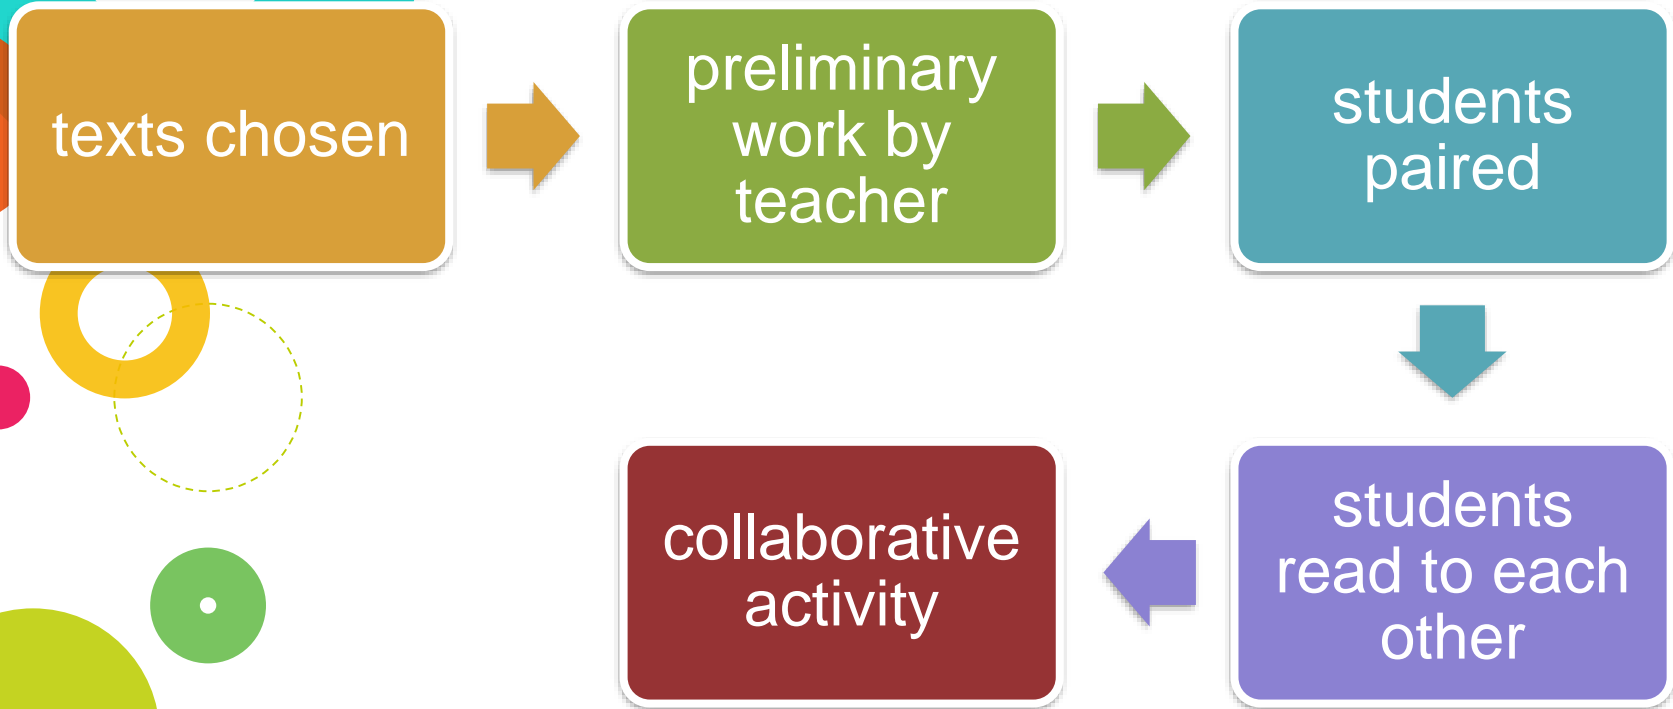 texts chosen
preliminary
work by
teacher
students
paired
students
read to each
other
collaborative
activity